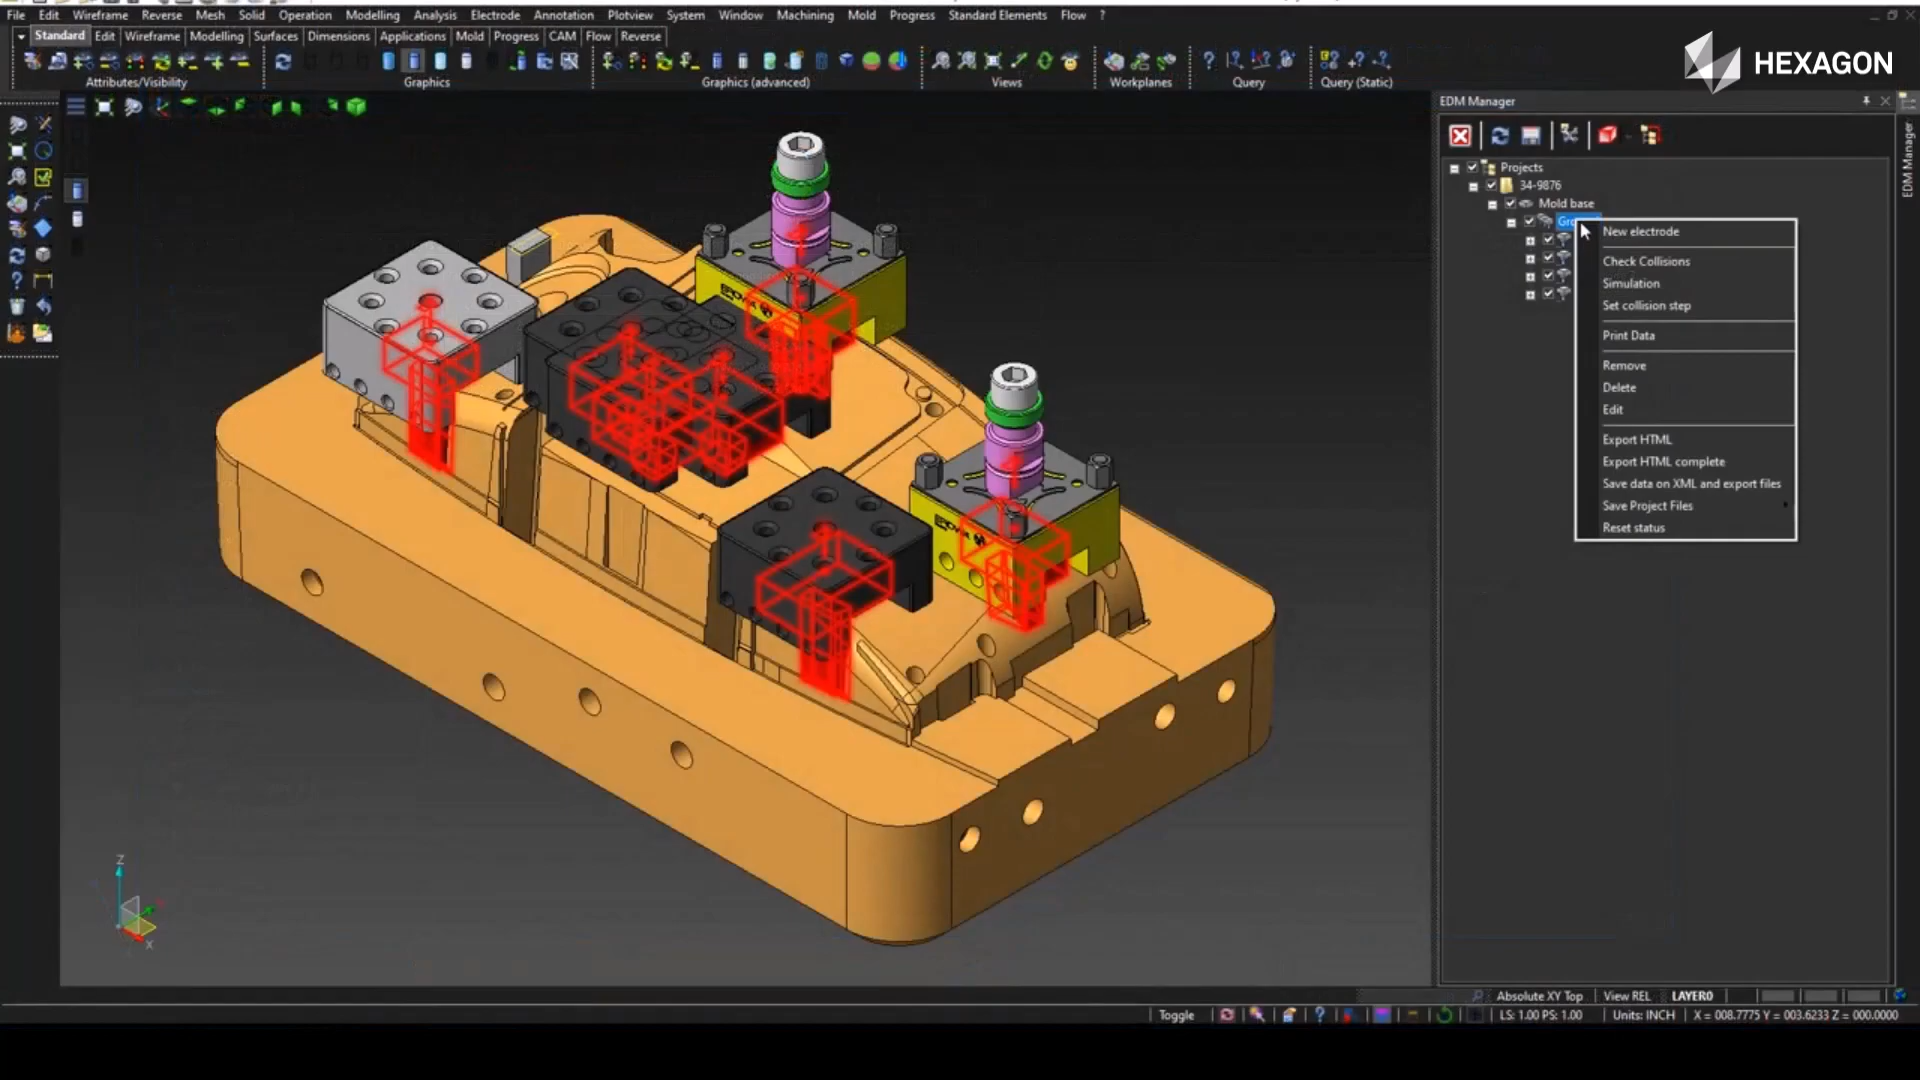 File Edit Wireframe Reverse Mesh Solid Operation Modelling Analysis Electrode Annotation Plotview System Window Machining Mold Progress Standard Elements Flow ?
Standard Edit Wireframe Modelling Surfaces Dimensions Applications Mold Progress CAM Flow Reverse
HEXAGON
Attributes/Visibility Graphics Graphics (advanced) Views Workplanes Query Query (Static)
EDM Manager
EDM Manager
Projects
34-9876
Mold base
New electrode
Check Collisions
Simulation
Set collision step
Print Data
Remove
Delete
Edit
Export HTML
Export HTML complete
Save data on XML and export files
Save Project Files
Reset status
Z
X
Absolute XY Top View REL LAYER0
Toggle LS: 1.00 PS: 1.00 Units: INCH X = 008.7775 Y = 003.6233 Z = 000.0000